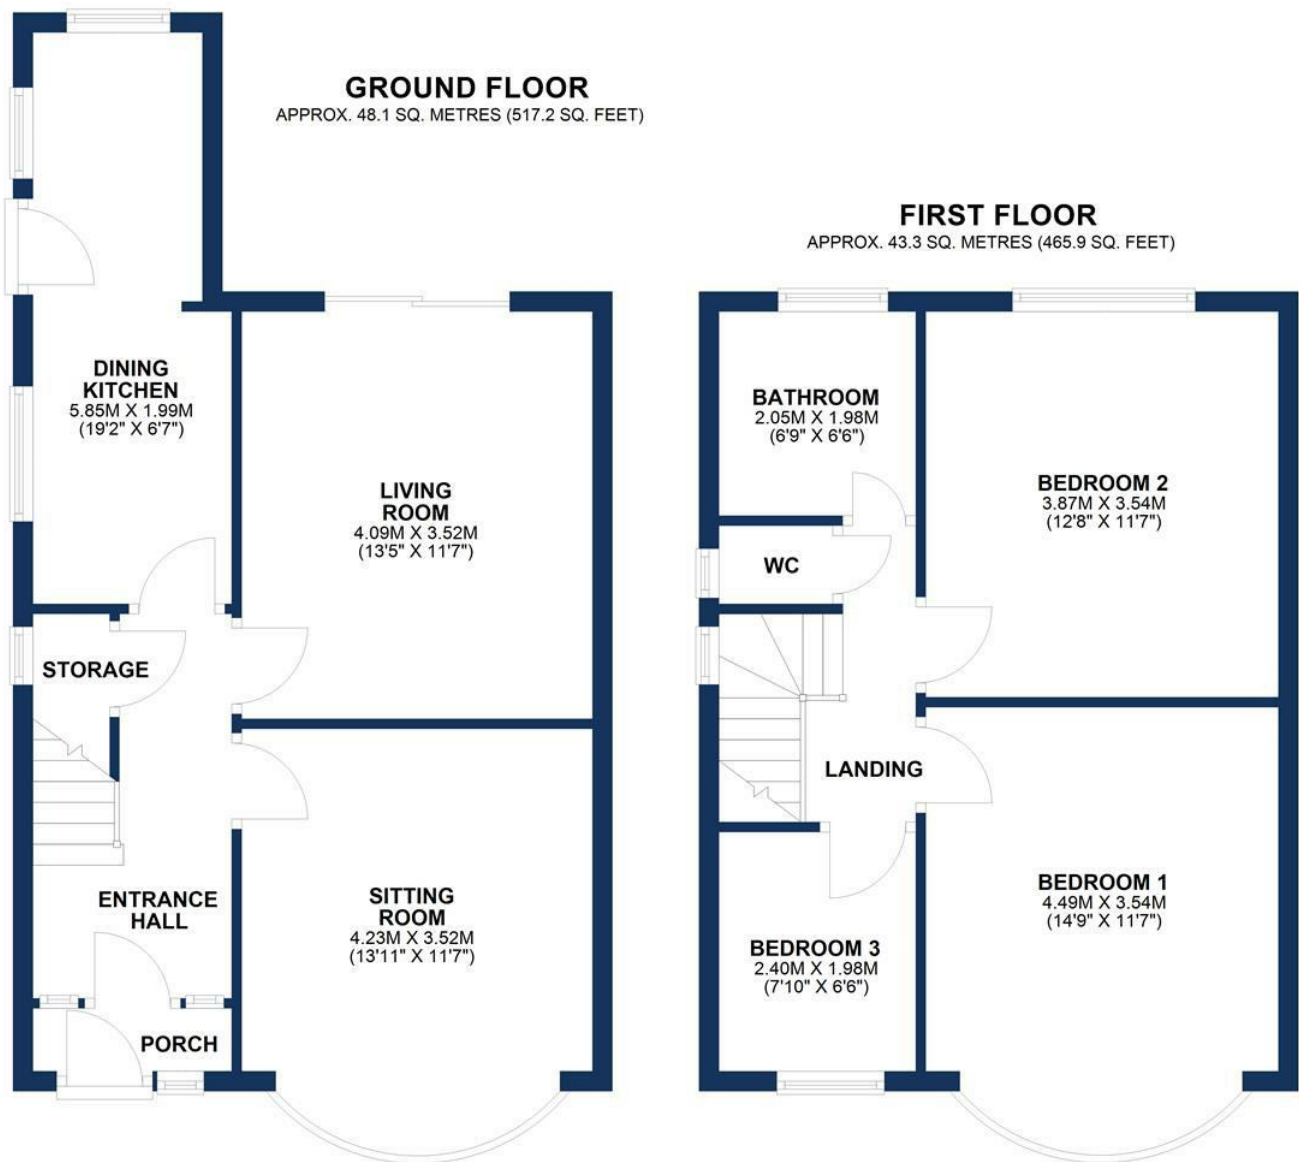 GROUND FLOOR
APPROX. 48.1 SQ. METRES (517.2 SQ. FEET)
DINING
KITCHEN
5.85M X 1.99M
(19'2" X 6'7")
LIVING
ROOM
4.09M X 3.52M
(13'5" X 11'7")
STORAGE
ENTRANCE
HALL
SITTING
ROOM
4.23M X 3.52M
(13'11" X 11'7")
PORCH
FIRST FLOOR
APPROX. 43.3 SQ. METRES (465.9 SQ. FEET)
BATHROOM
2.05M X 1.98M
(6'9" X 6'6")
BEDROOM 2
3.87M X 3.54M
(12'8" X 11'7")
WC
LANDING
BEDROOM 1
4.49M X 3.54M
(14'9" X 11'7")
BEDROOM 3
2.40M X 1.98M
(7'10" X 6'6")